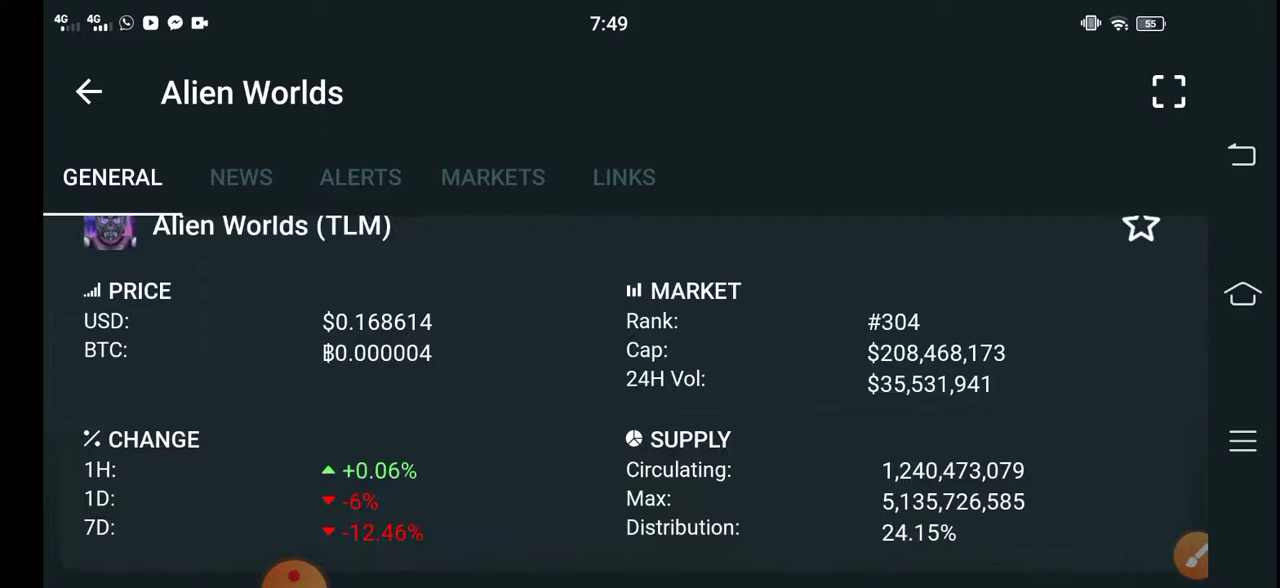 4G 4G 7:49 55
Alien Worlds
GENERAL NEWS ALERTS MARKETS LINKS
Alien Worlds (TLM)
PRICE
USD: $0.168614
BTC: ฿0.000004
MARKET
Rank: #304
Cap: $208,468,173
24H Vol: $35,531,941
CHANGE
1H: +0.06%
1D: -6%
7D: -12.46%
SUPPLY
Circulating: 1,240,473,079
Max: 5,135,726,585
Distribution: 24.15%